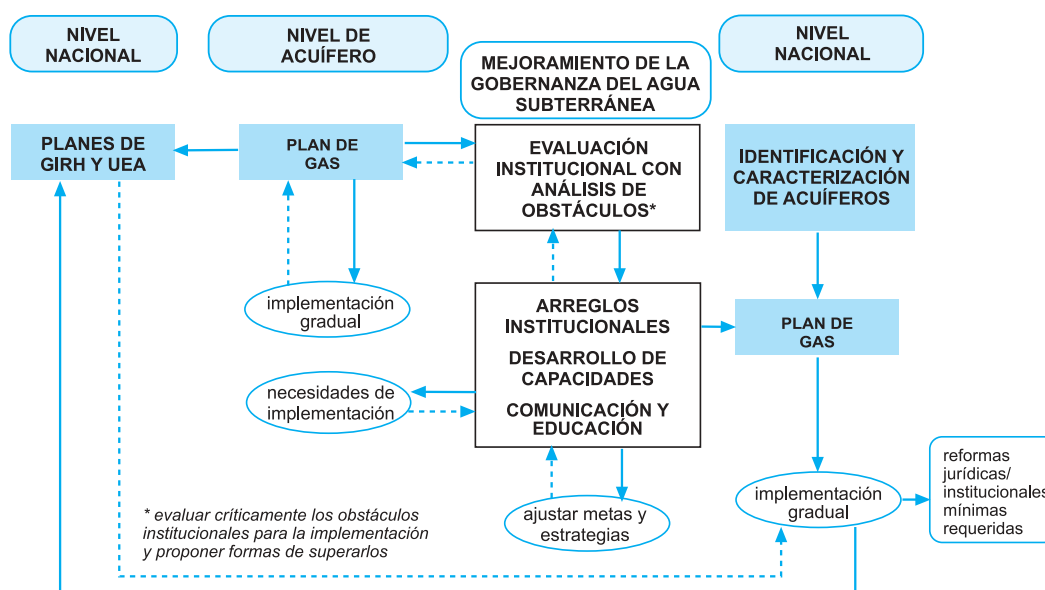 NIVEL
NACIONAL
NIVEL DE
ACUÍFERO
MEJORAMIENTO DE LA
GOBERNANZA DEL AGUA
SUBTERRÁNEA
NIVEL
NACIONAL
PLANES DE
GIRH Y UEA
PLAN DE
GAS
EVALUACIÓN
INSTITUCIONAL CON
ANÁLISIS DE
OBSTÁCULOS*
IDENTIFICACIÓN Y
CARACTERIZACIÓN
DE ACUÍFEROS
implementación
gradual
ARREGLOS
INSTITUCIONALES
DESARROLLO DE
CAPACIDADES
COMUNICACIÓN Y
EDUCACIÓN
PLAN DE
GAS
necesidades de
implementación
ajustar metas y
estrategias
implementación
gradual
reformas
jurídicas/
institucionales
mínimas
requeridas
* evaluar críticamente los obstáculos
institucionales para la implementación
y proponer formas de superarlos